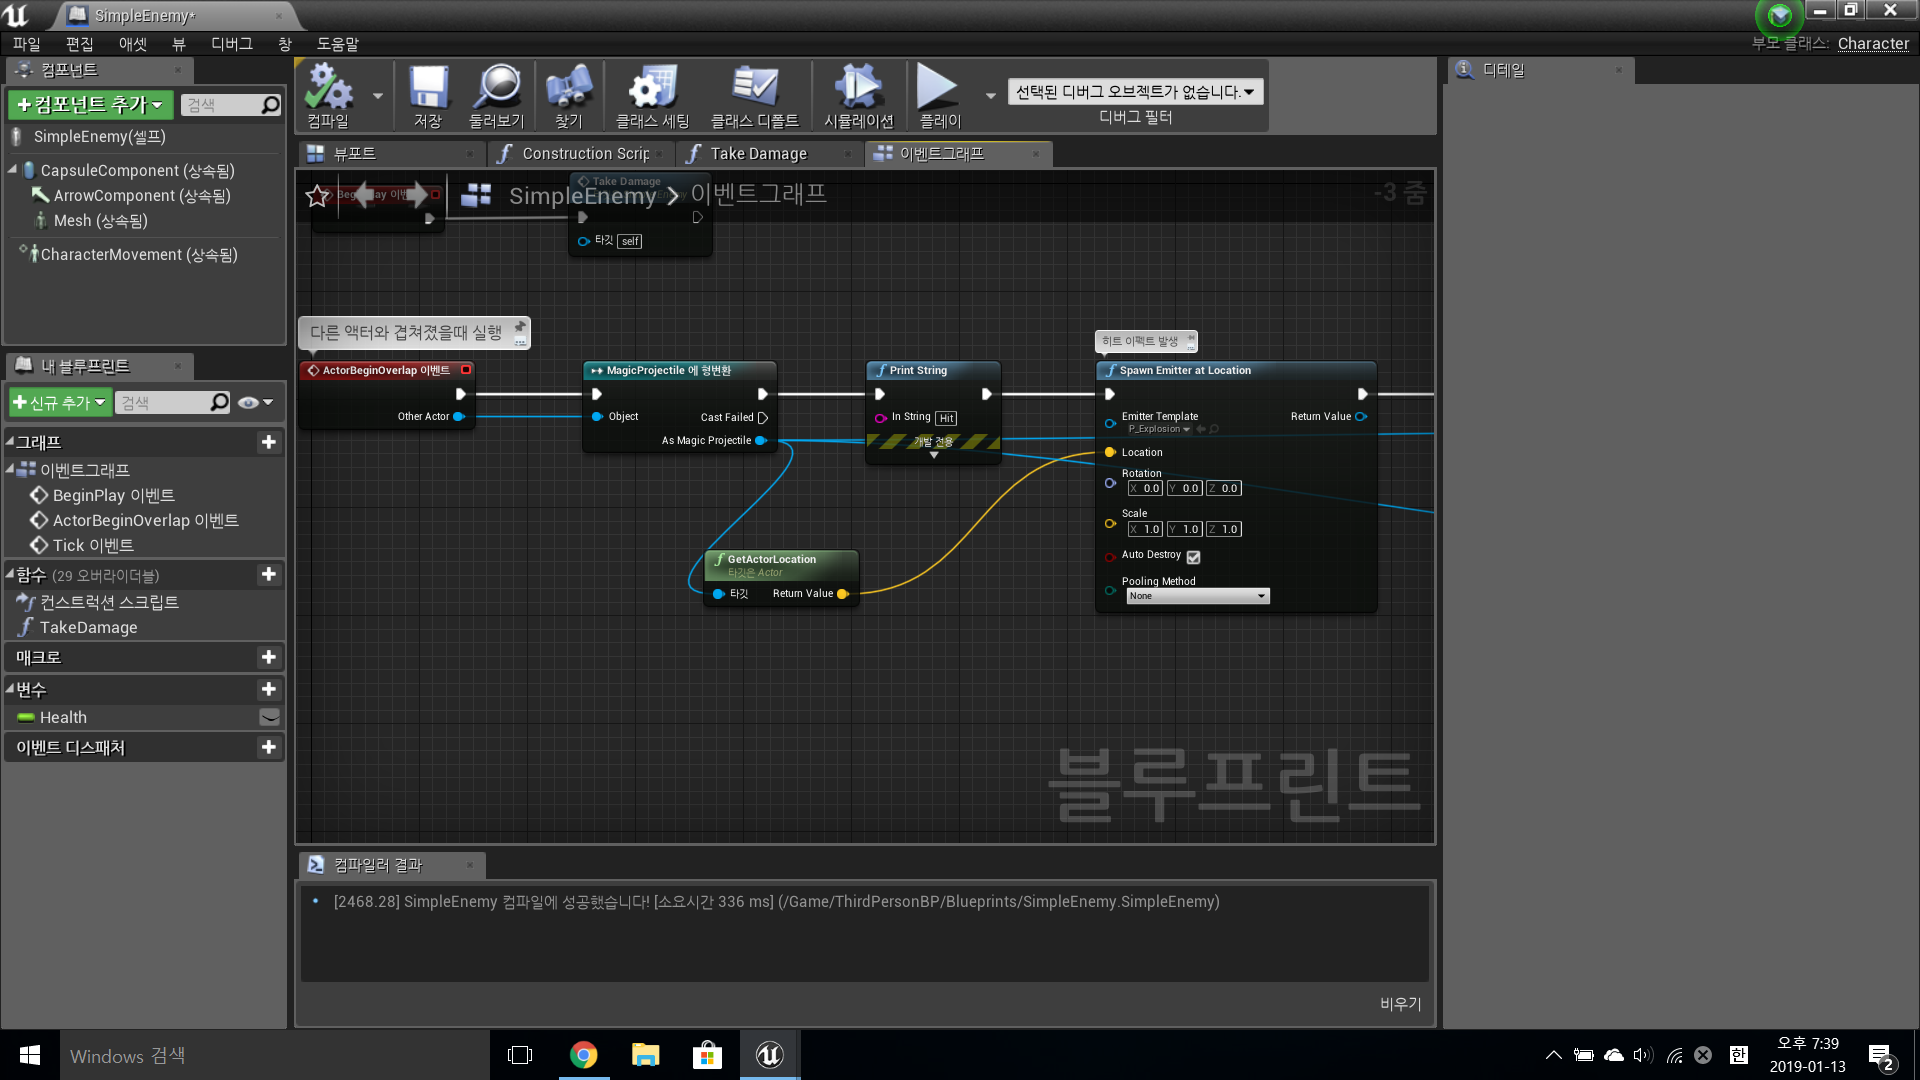 SimpleEnemy*
파일 편집 애셋 뷰 디버그 창 도움말
부모 클래스: Character
컴포넌트
+컴포넌트 추가
검색
SimpleEnemy(셀프)
CapsuleComponent (상속됨)
ArrowComponent (상속됨)
Mesh (상속됨)
CharacterMovement (상속됨)
내 블루프린트
신규 추가
검색
그래프
이벤트그래프
BeginPlay 이벤트
ActorBeginOverlap 이벤트
Tick 이벤트
함수 (29 오버라이더블)
컨스트럭션 스크립트
TakeDamage
매크로
변수
Health
이벤트 디스패처
컴파일
저장
둘러보기
찾기
클래스 세팅
클래스 디폴트
시뮬레이션
플레이
선택된 디버그 오브젝트가 없습니다.
디버그 필터
뷰포트
Construction Scrip
Take Damage
이벤트그래프
SimpleEnemy > 이벤트그래프
-3 줌
Take Damage
타깃 self
다른 액터와 겹쳐졌을때 실행
ActorBeginOverlap 이벤트
Other Actor
MagicProjectile 에 형변환
Object
Cast Failed
As Magic Projectile
Print String
In String Hit
개발 전용
GetActorLocation
타깃은 Actor
타깃
Return Value
히트 이펙트 발생
Spawn Emitter at Location
Emitter Template
P_Explosion
Return Value
Location
Rotation
X 0.0 Y 0.0 Z 0.0
Scale
X 1.0 Y 1.0 Z 1.0
Auto Destroy
Pooling Method
None
블루프린트
컴파일러 결과
[2468.28] SimpleEnemy 컴파일에 성공했습니다! [소요시간 336 ms] (/Game/ThirdPersonBP/Blueprints/SimpleEnemy.SimpleEnemy)
비우기
디테일
Windows 검색
한
오후 7:39
2019-01-13
2